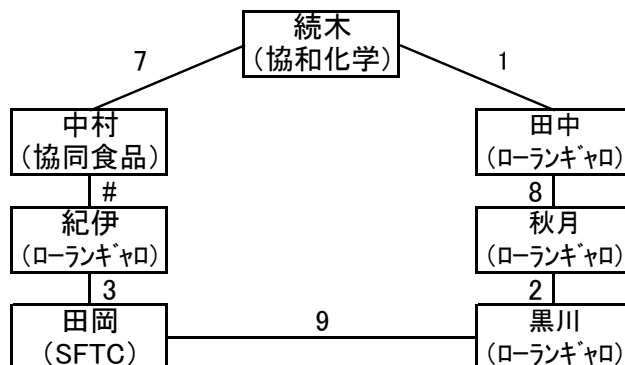 続木
(協和化学)
7
1
中村
(協同食品)
田中
(ﾛｰﾗﾝｷﾞｬﾛ)
#
8
紀伊
(ﾛｰﾗﾝｷﾞｬﾛ)
秋月
(ﾛｰﾗﾝｷﾞｬﾛ)
3
2
田岡
(SFTC)
9
黒川
(ﾛｰﾗﾝｷﾞｬﾛ)